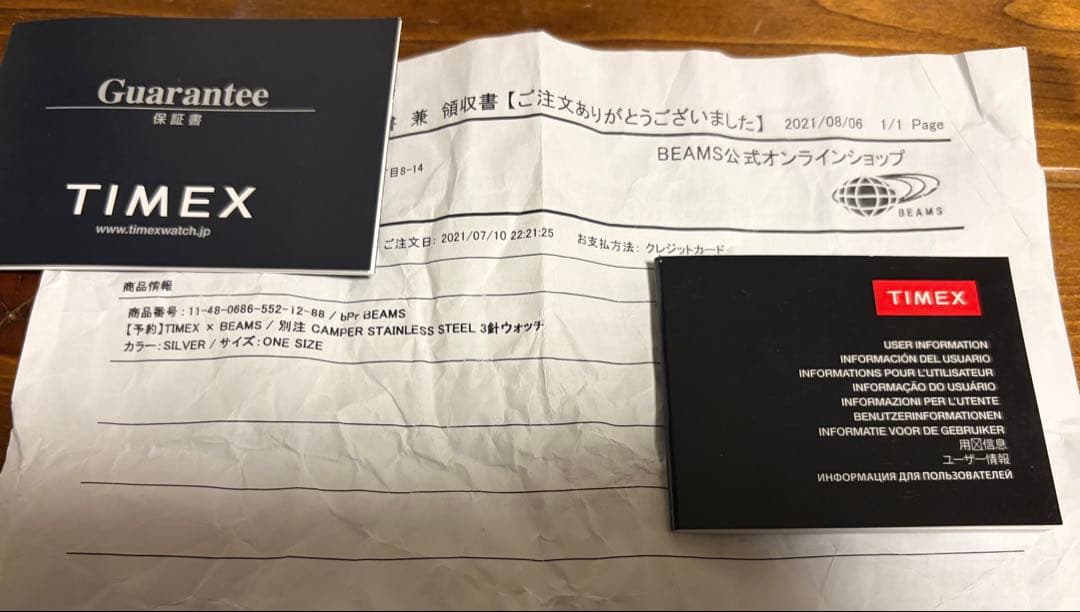 Guarantee
保証書
TIMEX
www.timexwatch.jp
兼 領収書【ご注文ありがとうございました】 2021/08/06 1/1 Page
BEAMS公式オンラインショップ
BEAMS
目8-14
ご注文日: 2021/07/10 22:21:25 お支払方法: クレジットカード
商品情報
商品番号 : 11-48-0686-552-12-88 / bPr BEAMS
【予約】TIMEX × BEAMS / 別注 CAMPER STAINLESS STEEL 3針ウォッチ
カラー : SILVER / サイズ : ONE SIZE
TIMEX
USER INFORMATION
INFORMACIÓN DEL USUARIO
INFORMATIONS POUR L'UTILISATEUR
INFORMAÇÃO DO USUÁRIO
INFORMAZIONI PER L'UTENTE
BENUTZERINFORMATIONEN
INFORMATIE VOOR DE GEBRUIKER
用☒信息
ユーザー情報
ИНФОРМАЦИЯ ДЛЯ ПОЛЬЗОВАТЕЛЕЙ